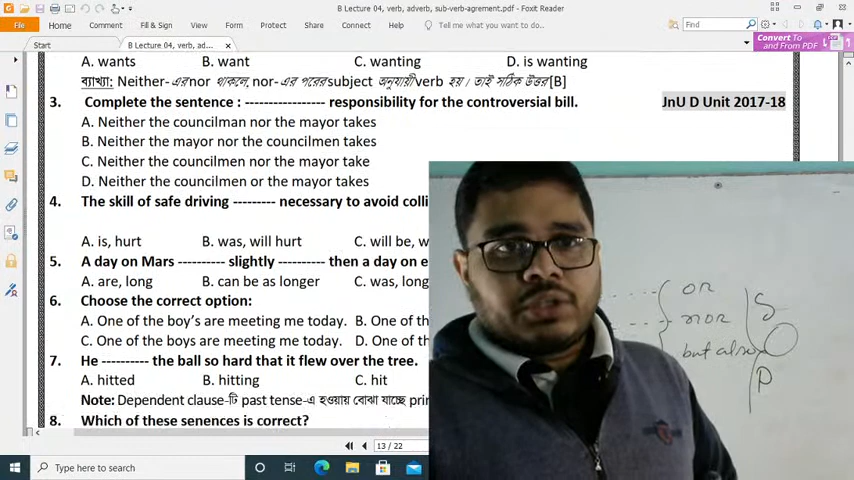 B Lecture 04, verb, adverb, sub-verb-agrement.pdf - Foxit Reader
File Home Comment Fill & Sign View Form Protect Share Help Tell me what you want to do... Find
Start B Lecture 04, verb, ad... Convert To and From PDF
A. wants B. want C. wanting D. is wanting
ব্যাখ্যা: Neither-এর nor থাকলে, nor-এর পরের subject অনুযায়ী verb হয়। তাই সঠিক উত্তর [B]
3. Complete the sentence : ----------------- responsibility for the controversial bill. JnU D Unit 2017-18
A. Neither the councilman nor the mayor takes
B. Neither the mayor nor the councilmen takes
C. Neither the councilmen nor the mayor take
D. Neither the councilmen or the mayor takes
4. The skill of safe driving --------- necessary to avoid colli
A. is, hurt B. was, will hurt C. will be, w
5. A day on Mars ---------- slightly ---------- then a day on e
A. are, long B. can be as longer C. was, long
6. Choose the correct option:
A. One of the boy's are meeting me today. B. One of th
C. One of the boys are meeting me today. D. One of th
7. He ---------- the ball so hard that it flew over the tree.
A. hitted B. hitting C. hit
Note: Dependent clause-টি past tense-এ হওয়ায় বোঝা যাচ্ছে prin
8. Which of these senences is correct?
or
nor
but also
S
P
13 / 22
Type here to search